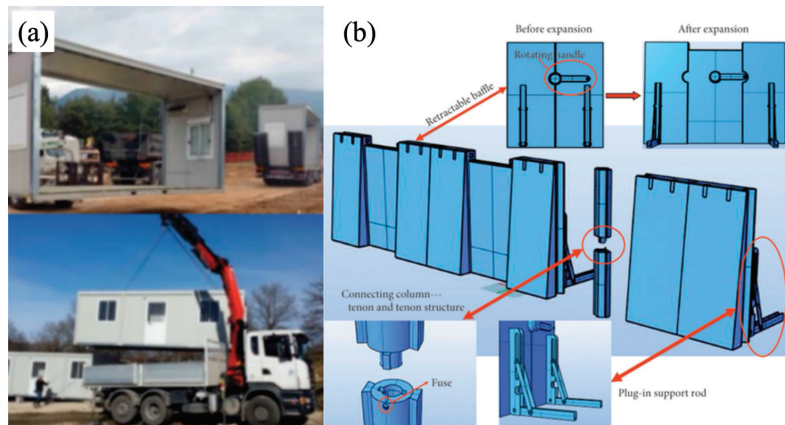 (a)
(b)
Before expansion
After expansion
Rotating handle
Retractable baffle
Connecting column---
tenon and tenon structure
Fuse
Plug-in support rod